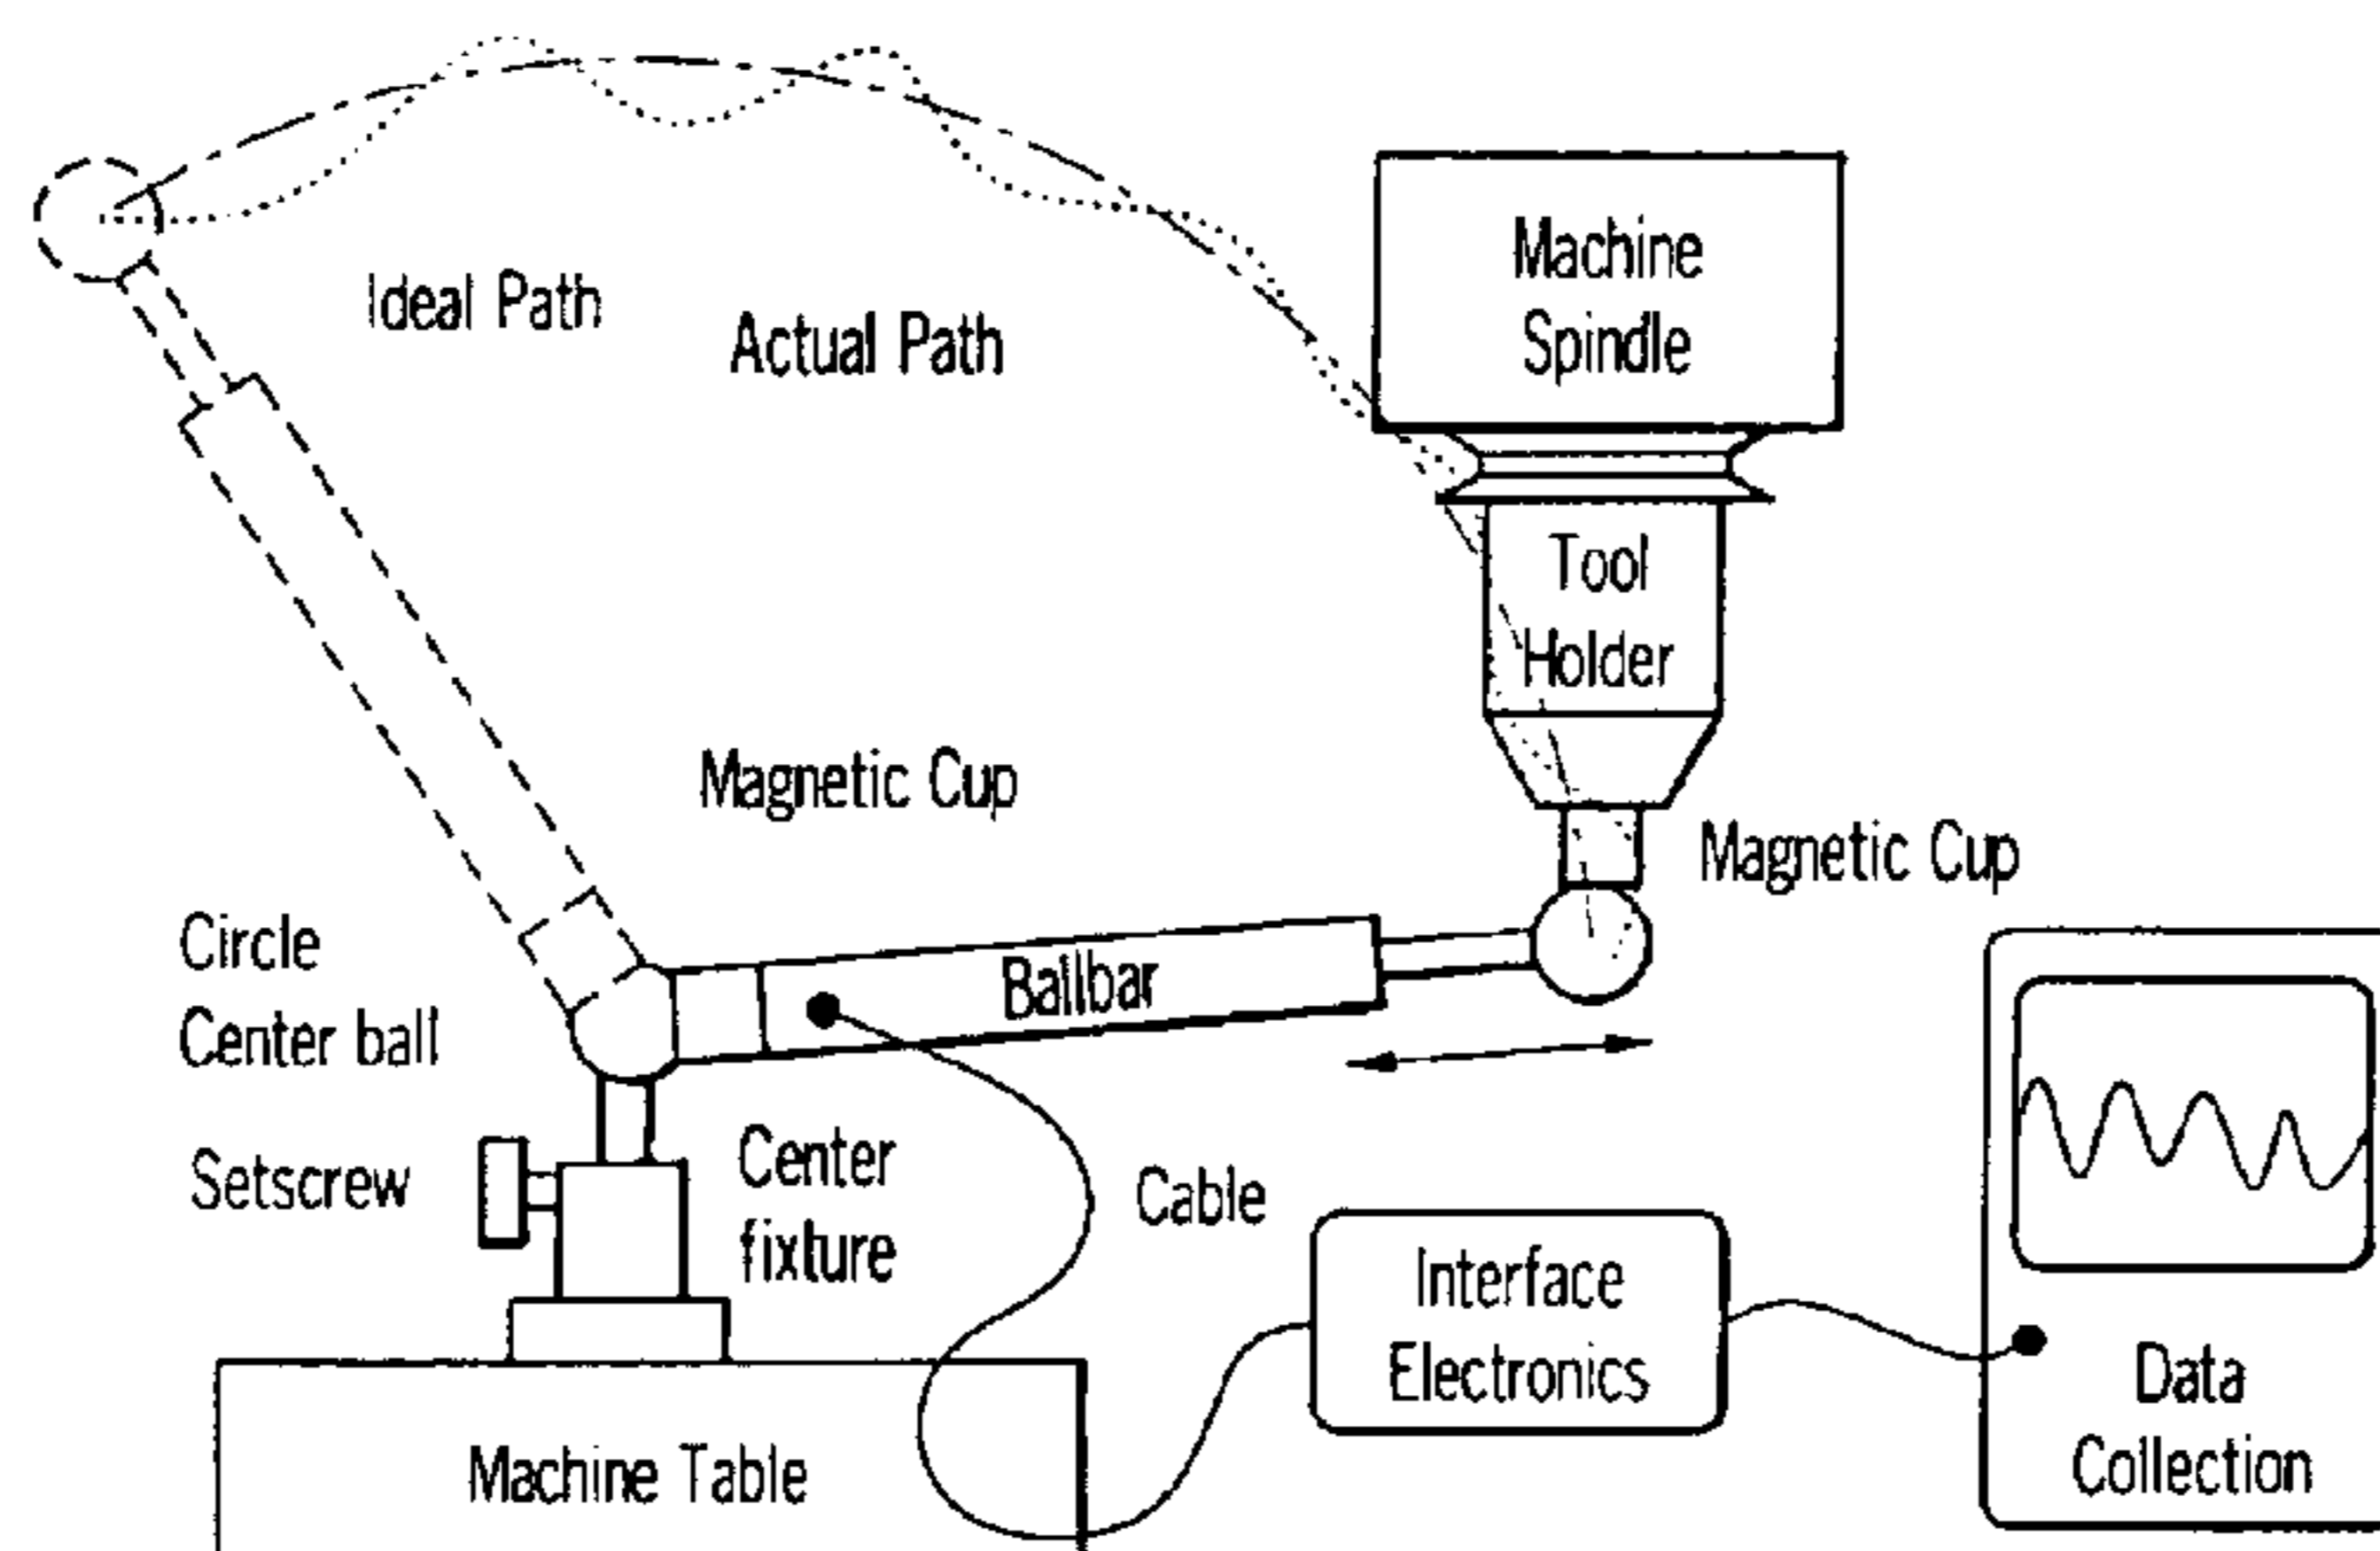 Machine
Spindle
Ideal Path
Actual Path
Tool
Holder
Magnetic Cup
Magnetic Cup
Circle
Center ball
Ballbar
Setscrew
Center
fixture
Cable
Interface
Electronics
Data
Collection
Machine Table